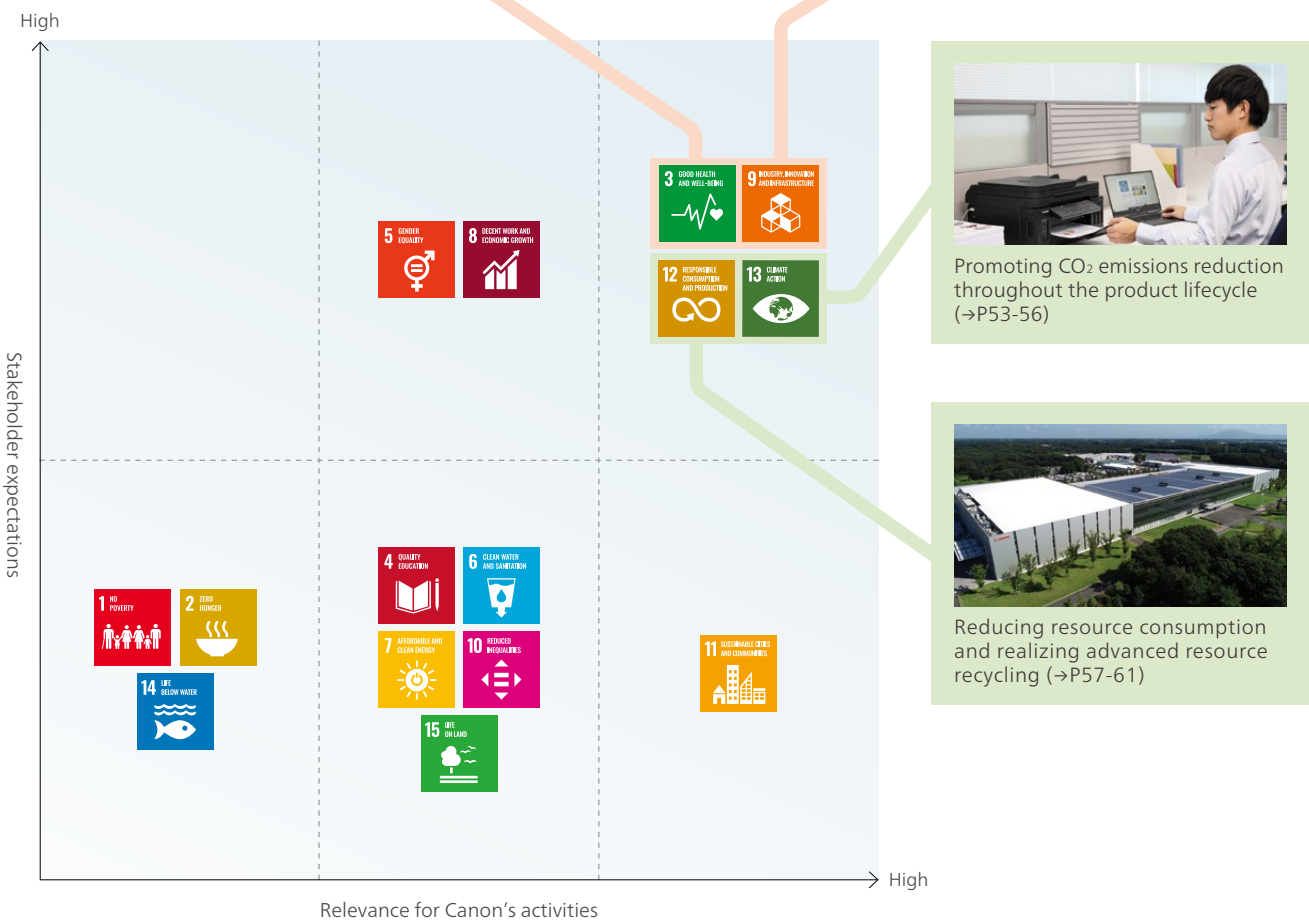 High
Stakeholder expectations
3 GOOD HEALTH
AND WELL-BEING
9 INDUSTRY, INNOVATION
AND INFRASTRUCTURE
5 GENDER
EQUALITY
8 DECENT WORK AND
ECONOMIC GROWTH
12 RESPONSIBLE
CONSUMPTION
AND PRODUCTION
13 CLIMATE
ACTION
Promoting CO₂ emissions reduction
throughout the product lifecycle
(→P53-56)
4 QUALITY
EDUCATION
6 CLEAN WATER
AND SANITATION
1 NO
POVERTY
2 ZERO
HUNGER
7 AFFORDABLE AND
CLEAN ENERGY
10 REDUCED
INEQUALITIES
11 SUSTAINABLE CITIES
AND COMMUNITIES
14 LIFE
BELOW WATER
15 LIFE
ON LAND
Canon
Reducing resource consumption
and realizing advanced resource
recycling (→P57-61)
High
Relevance for Canon’s activities